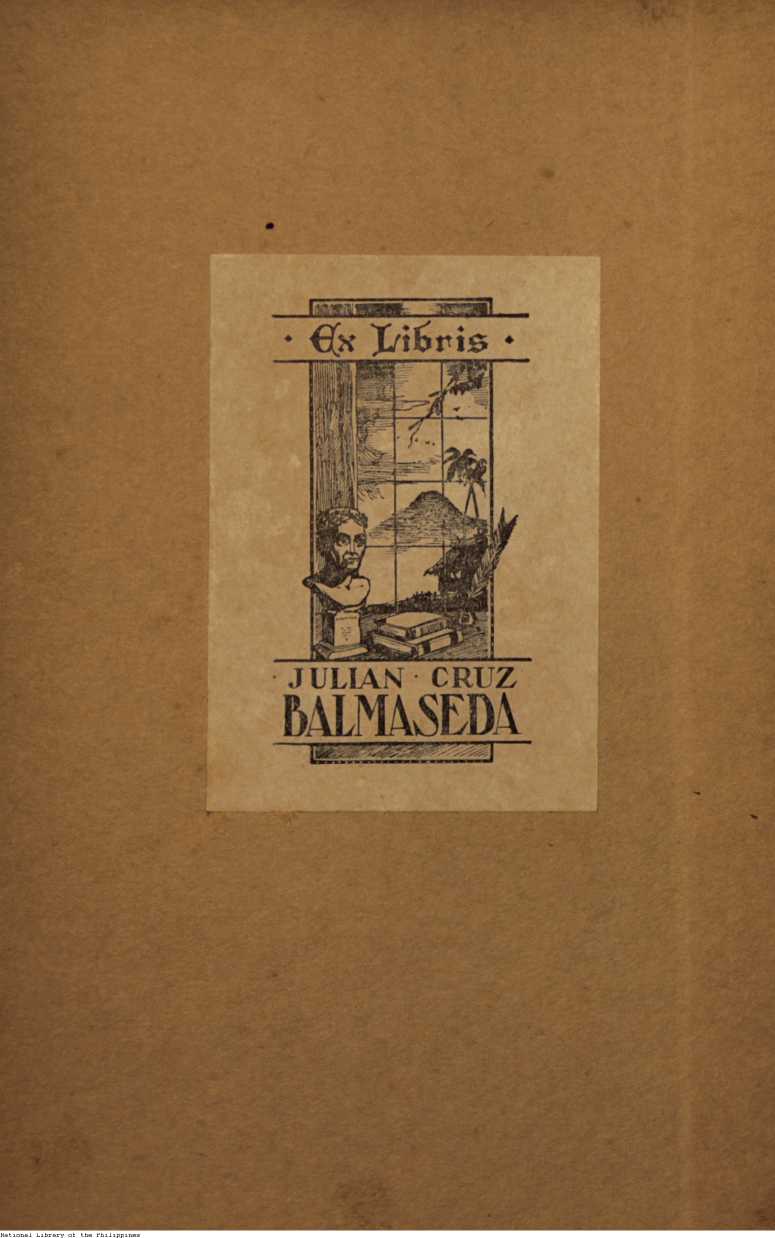 · Ex Libris ·
· JULIAN · CRUZ
BALMASEDA
National Library of the Philippines